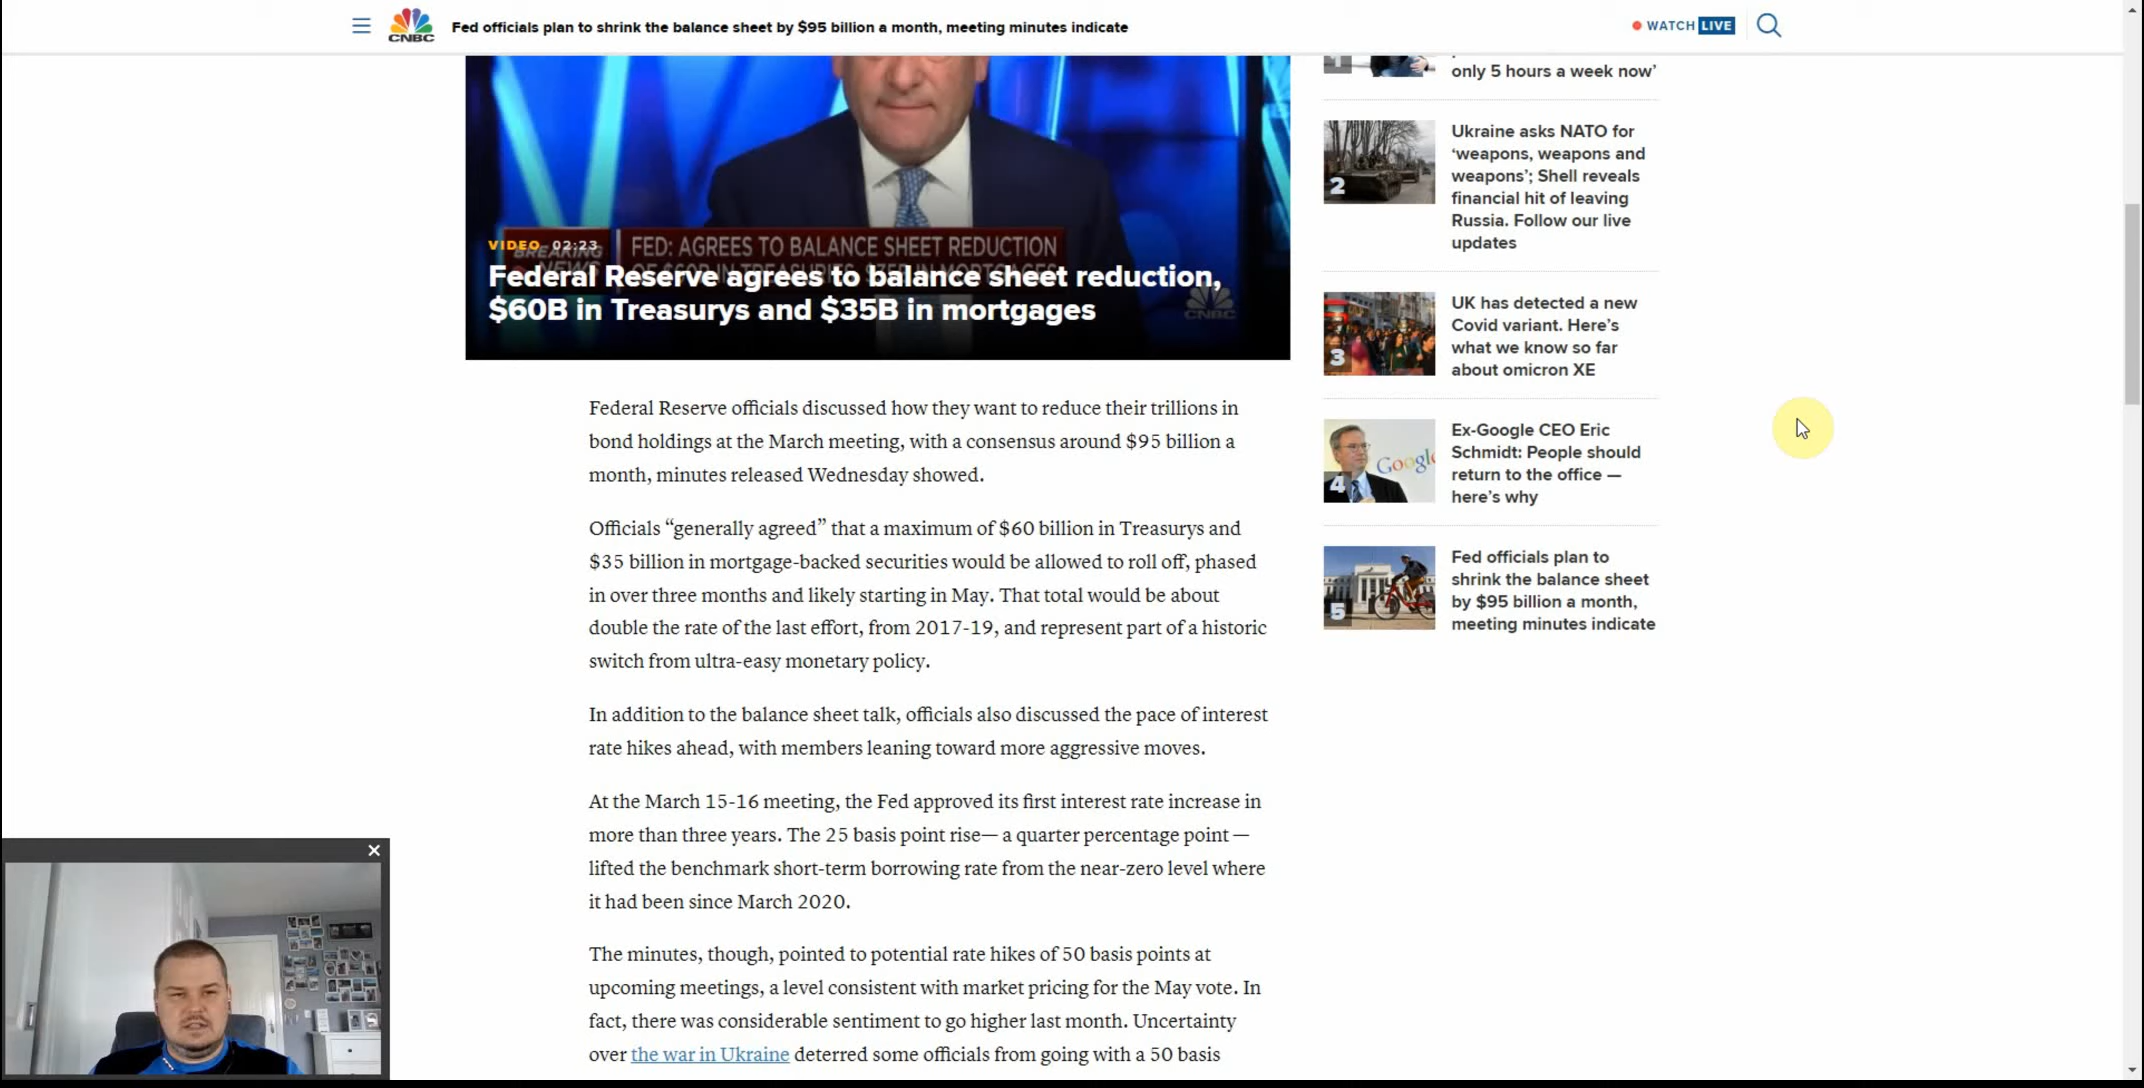 CNBC
Fed officials plan to shrink the balance sheet by $95 billion a month, meeting minutes indicate
WATCH LIVE
BREAKING NEWS
FED: AGREES TO BALANCE SHEET REDUCTION
VIDEO 02:23
Federal Reserve agrees to balance sheet reduction,
$60B in Treasurys and $35B in mortgages
CNBC
Federal Reserve officials discussed how they want to reduce their trillions in
bond holdings at the March meeting, with a consensus around $95 billion a
month, minutes released Wednesday showed.
Officials “generally agreed” that a maximum of $60 billion in Treasurys and
$35 billion in mortgage-backed securities would be allowed to roll off, phased
in over three months and likely starting in May. That total would be about
double the rate of the last effort, from 2017-19, and represent part of a historic
switch from ultra-easy monetary policy.
In addition to the balance sheet talk, officials also discussed the pace of interest
rate hikes ahead, with members leaning toward more aggressive moves.
At the March 15-16 meeting, the Fed approved its first interest rate increase in
more than three years. The 25 basis point rise— a quarter percentage point —
lifted the benchmark short-term borrowing rate from the near-zero level where
it had been since March 2020.
The minutes, though, pointed to potential rate hikes of 50 basis points at
upcoming meetings, a level consistent with market pricing for the May vote. In
fact, there was considerable sentiment to go higher last month. Uncertainty
over the war in Ukraine deterred some officials from going with a 50 basis
1
only 5 hours a week now’
2
Ukraine asks NATO for
‘weapons, weapons and
weapons’; Shell reveals
financial hit of leaving
Russia. Follow our live
updates
3
UK has detected a new
Covid variant. Here’s
what we know so far
about omicron XE
4
Google
Ex-Google CEO Eric
Schmidt: People should
return to the office —
here’s why
5
Fed officials plan to
shrink the balance sheet
by $95 billion a month,
meeting minutes indicate